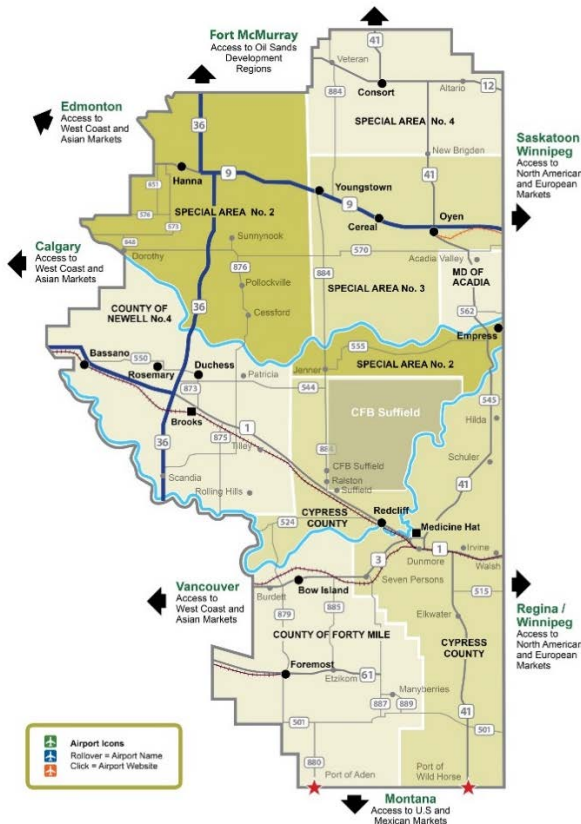 Fort McMurray
Access to Oil Sands
Development
Regions
41
Veteran
884
Consort
Altario
12
Edmonton
Access to
West Coast and
Asian Markets
36
SPECIAL AREA No. 4
New Brigden
Saskatoon
Winnipeg
Access to
North American
and European
Markets
Hanna
9
Youngstown
41
651
576
573
SPECIAL AREA No. 2
Cereal
9
Oyen
Calgary
Access to
West Coast and
Asian Markets
848
Dorothy
Sunnynook
570
Acadia Valley
876
884
MD OF
ACADIA
Pollockville
SPECIAL AREA No. 3
COUNTY OF
NEWELL No.4
36
Cessford
562
Empress
Bassano
550
Rosemary
Duchess
Patricia
Jenner
555
SPECIAL AREA No. 2
873
544
545
CFB Suffield
Hilda
Brooks
1
36
875
Tilley
884
CFB Suffield
Schuler
Scandia
Ralston
Suffield
41
Rolling Hills
CYPRESS
COUNTY
Redcliff
524
Medicine Hat
Irvine
1
Walsh
Dunmore
3
Vancouver
Access to
West Coast and
Asian Markets
Burdett
Bow Island
Seven Persons
515
Regina /
Winnipeg
Access to
North American
and European
Markets
879
885
Elkwater
COUNTY OF FORTY MILE
CYPRESS
COUNTY
Foremost
Etzikom
61
Manyberries
887
889
41
501
501
Airport Icons
Rollover = Airport Name
Click = Airport Website
880
Port of Aden
Port of
Wild Horse
Montana
Access to U.S and
Mexican Markets